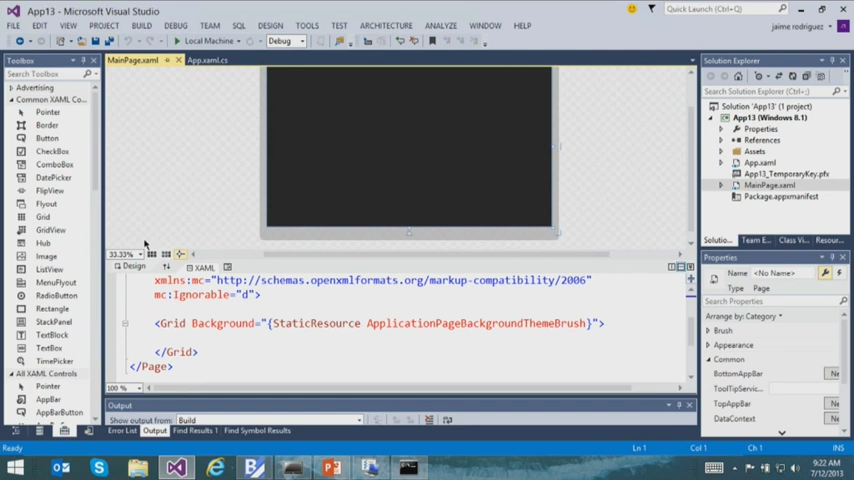 App13 - Microsoft Visual Studio
Quick Launch (Ctrl+Q)
FILE EDIT VIEW PROJECT BUILD DEBUG TEAM SQL DESIGN TOOLS TEST ARCHITECTURE ANALYZE WINDOW HELP
jaime rodriguez
Local Machine
Debug
Toolbox
Search Toolbox
Advertising
Common XAML Co...
Pointer
Border
Button
CheckBox
ComboBox
DatePicker
FlipView
Flyout
Grid
GridView
Hub
Image
ListView
MenuFlyout
RadioButton
Rectangle
StackPanel
TextBlock
TextBox
TimePicker
All XAML Controls
Pointer
AppBar
AppBarButton
MainPage.xaml
App.xaml.cs
33.33%
Design
XAML
xmlns:mc="http://schemas.openxmlformats.org/markup-compatibility/2006"
mc:Ignorable="d">
<Grid Background="{StaticResource ApplicationPageBackgroundThemeBrush}">
</Grid>
</Page>
100 %
Output
Show output from:
Build
Error List Output Find Results 1 Find Symbol Results
Solution Explorer
Search Solution Explorer (Ctrl+;)
Solution 'App13' (1 project)
App13 (Windows 8.1)
Properties
References
Assets
App.xaml
App13_TemporaryKey.pfx
MainPage.xaml
Package.appxmanifest
Solutio... Team E... Class Vi... Resour...
Properties
Name <No Name>
Type Page
Search Properties
Arrange by: Category
Brush
Appearance
Common
BottomAppBar
Ne
ToolTipServic...
TopAppBar
Ne
DataContext
Ne
Ready
Ln 1
Col 1
Ch 1
INS
9:22 AM
7/12/2013